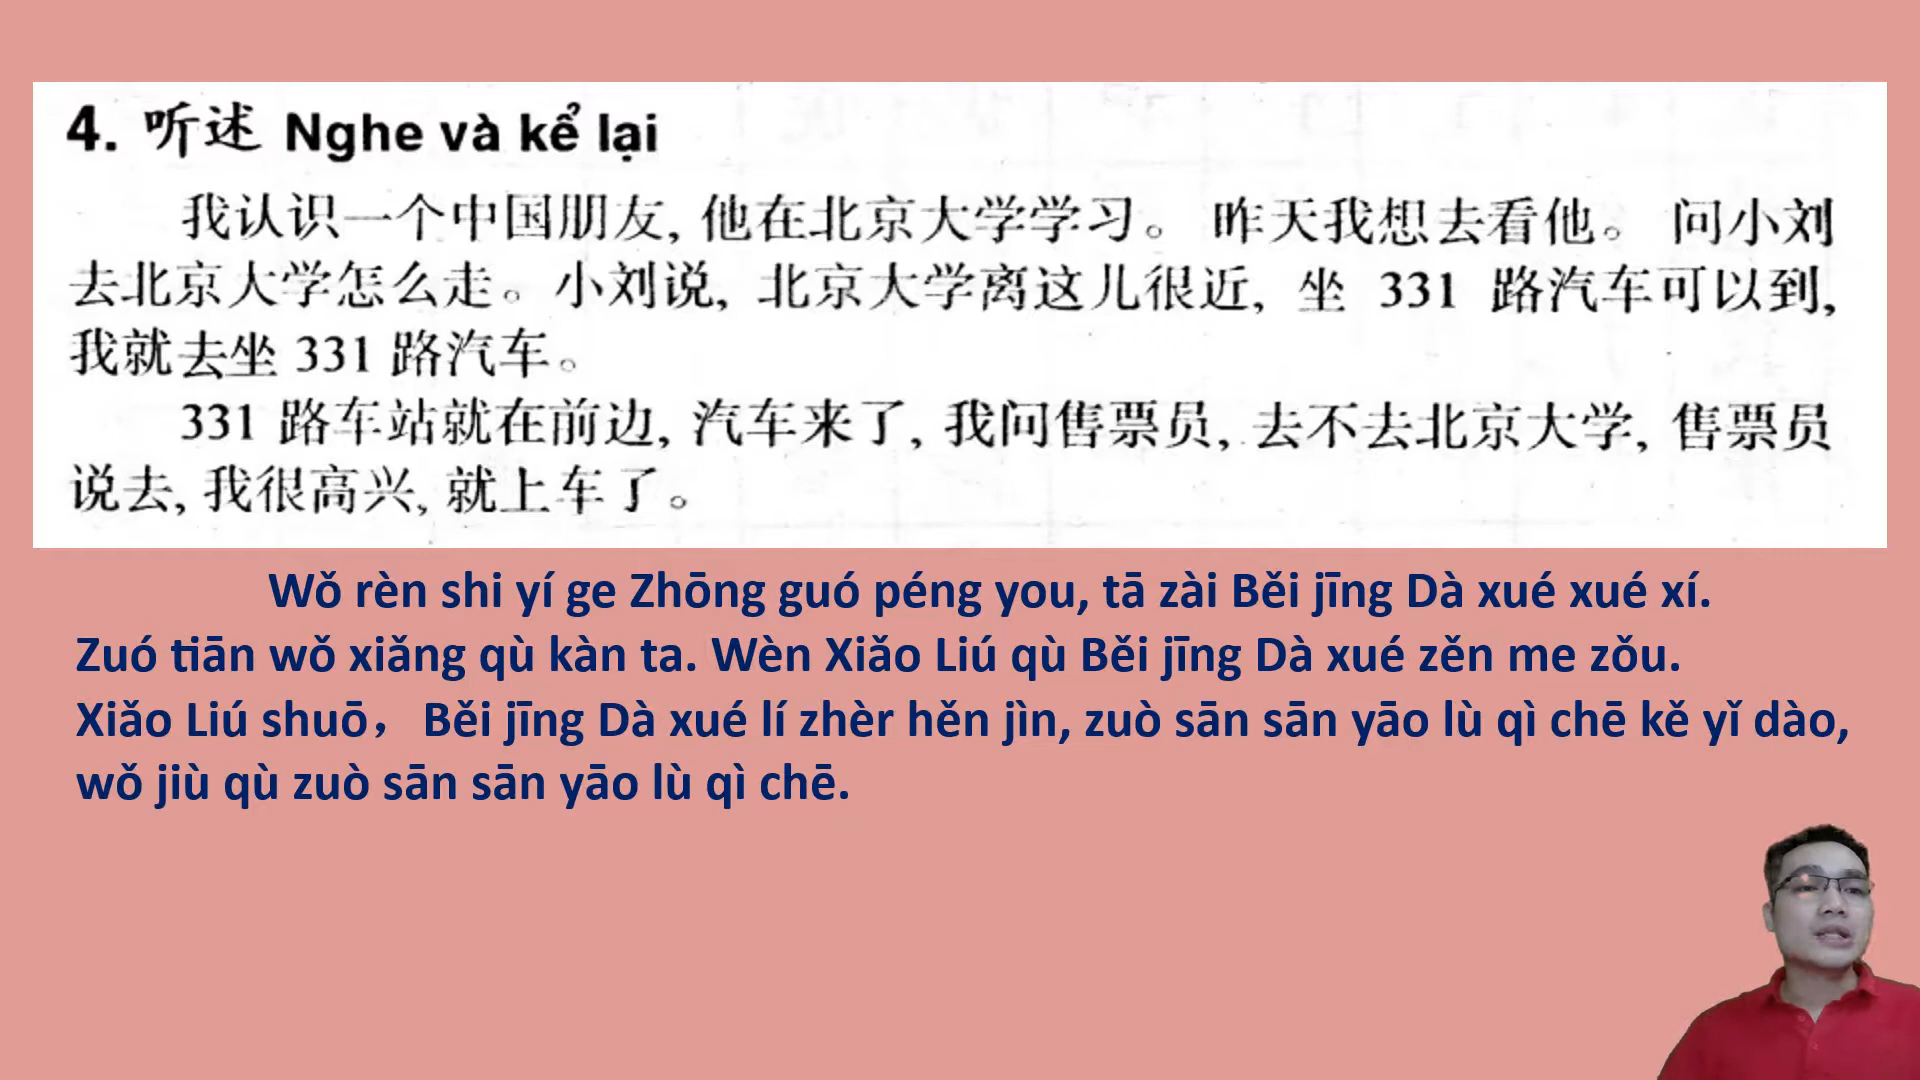 4. 听述 Nghe và kể lại
我认识一个中国朋友, 他在北京大学学习。 昨天我想去看他。 问小刘
去北京大学怎么走。小刘说, 北京大学离这儿很近, 坐 331 路汽车可以到,
我就去坐 331 路汽车。
331 路车站就在前边, 汽车来了, 我问售票员, 去不去北京大学, 售票员
说去, 我很高兴, 就上车了。
Wǒ rèn shi yí ge Zhōng guó péng you, tā zài Běi jīng Dà xué xué xí.
Zuó tiān wǒ xiǎng qù kàn ta. Wèn Xiǎo Liú qù Běi jīng Dà xué zěn me zǒu.
Xiǎo Liú shuō， Běi jīng Dà xué lí zhèr hěn jìn, zuò sān sān yāo lù qì chē kě yǐ dào,
wǒ jiù qù zuò sān sān yāo lù qì chē.